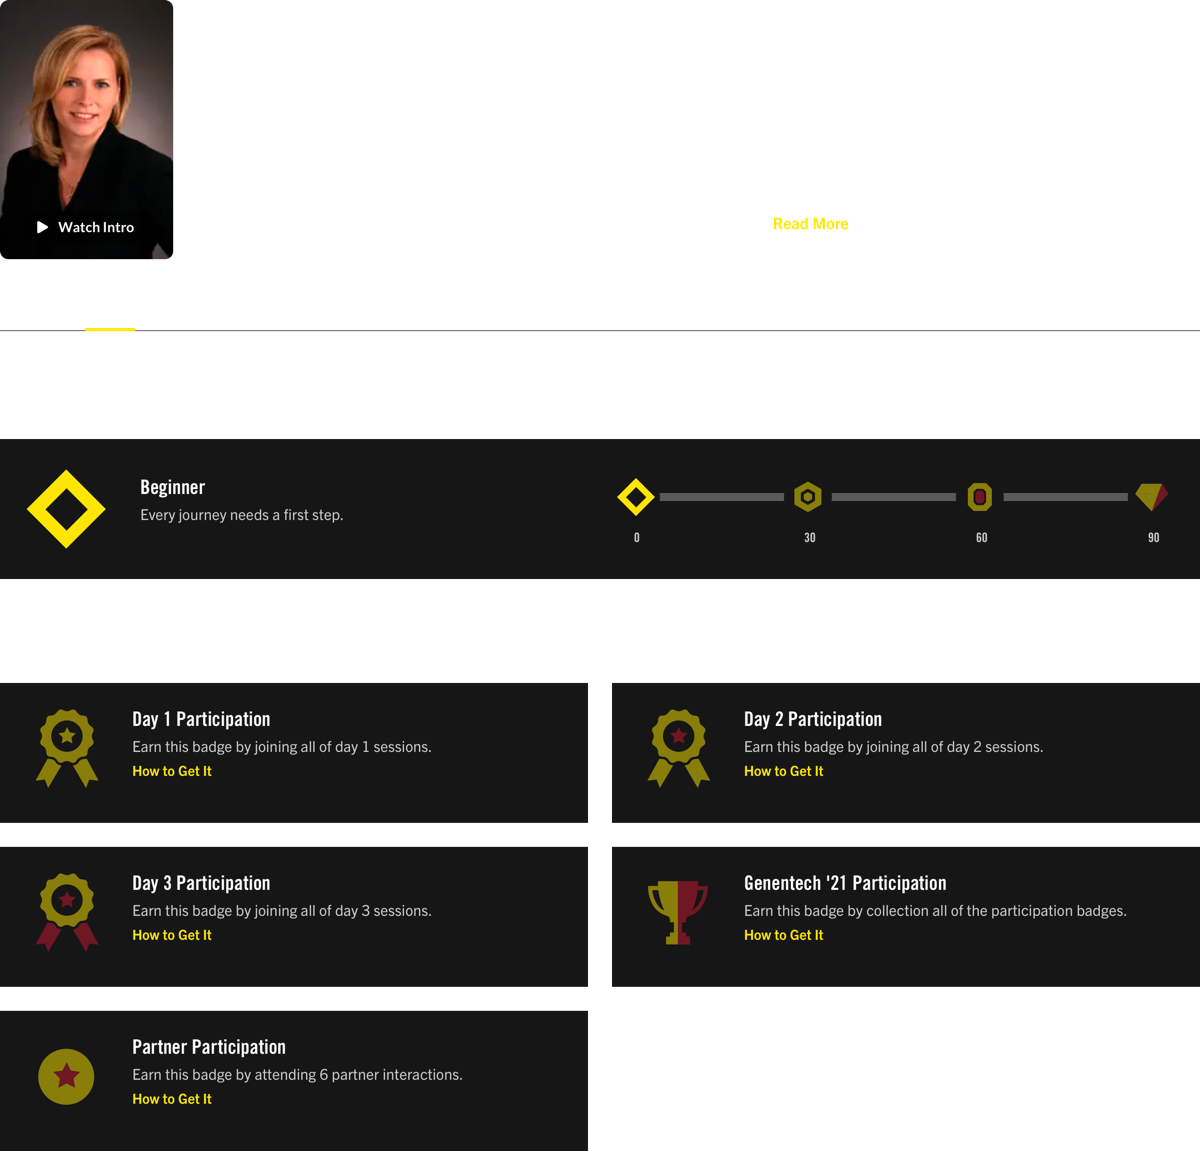 Watch Intro
Read More
Beginner
Every journey needs a first step.
0
30
60
90
Day 1 Participation
Earn this badge by joining all of day 1 sessions.
How to Get It
Day 2 Participation
Earn this badge by joining all of day 2 sessions.
How to Get It
Day 3 Participation
Earn this badge by joining all of day 3 sessions.
How to Get It
Genentech '21 Participation
Earn this badge by collection all of the participation badges.
How to Get It
Partner Participation
Earn this badge by attending 6 partner interactions.
How to Get It